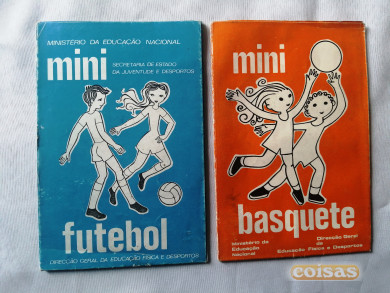 MINISTÉRIO DA EDUCAÇÃO NACIONAL
mini
SECRETARIA DE ESTADO
DA JUVENTUDE E DESPORTOS
futebol
DIRECÇÃO GERAL DA EDUCAÇÃO FÍSICA E DESPORTOS
mini
basquete
Ministério da
Educação
Nacional
Direcção Geral
de
Educação Física e Desportos
coisas